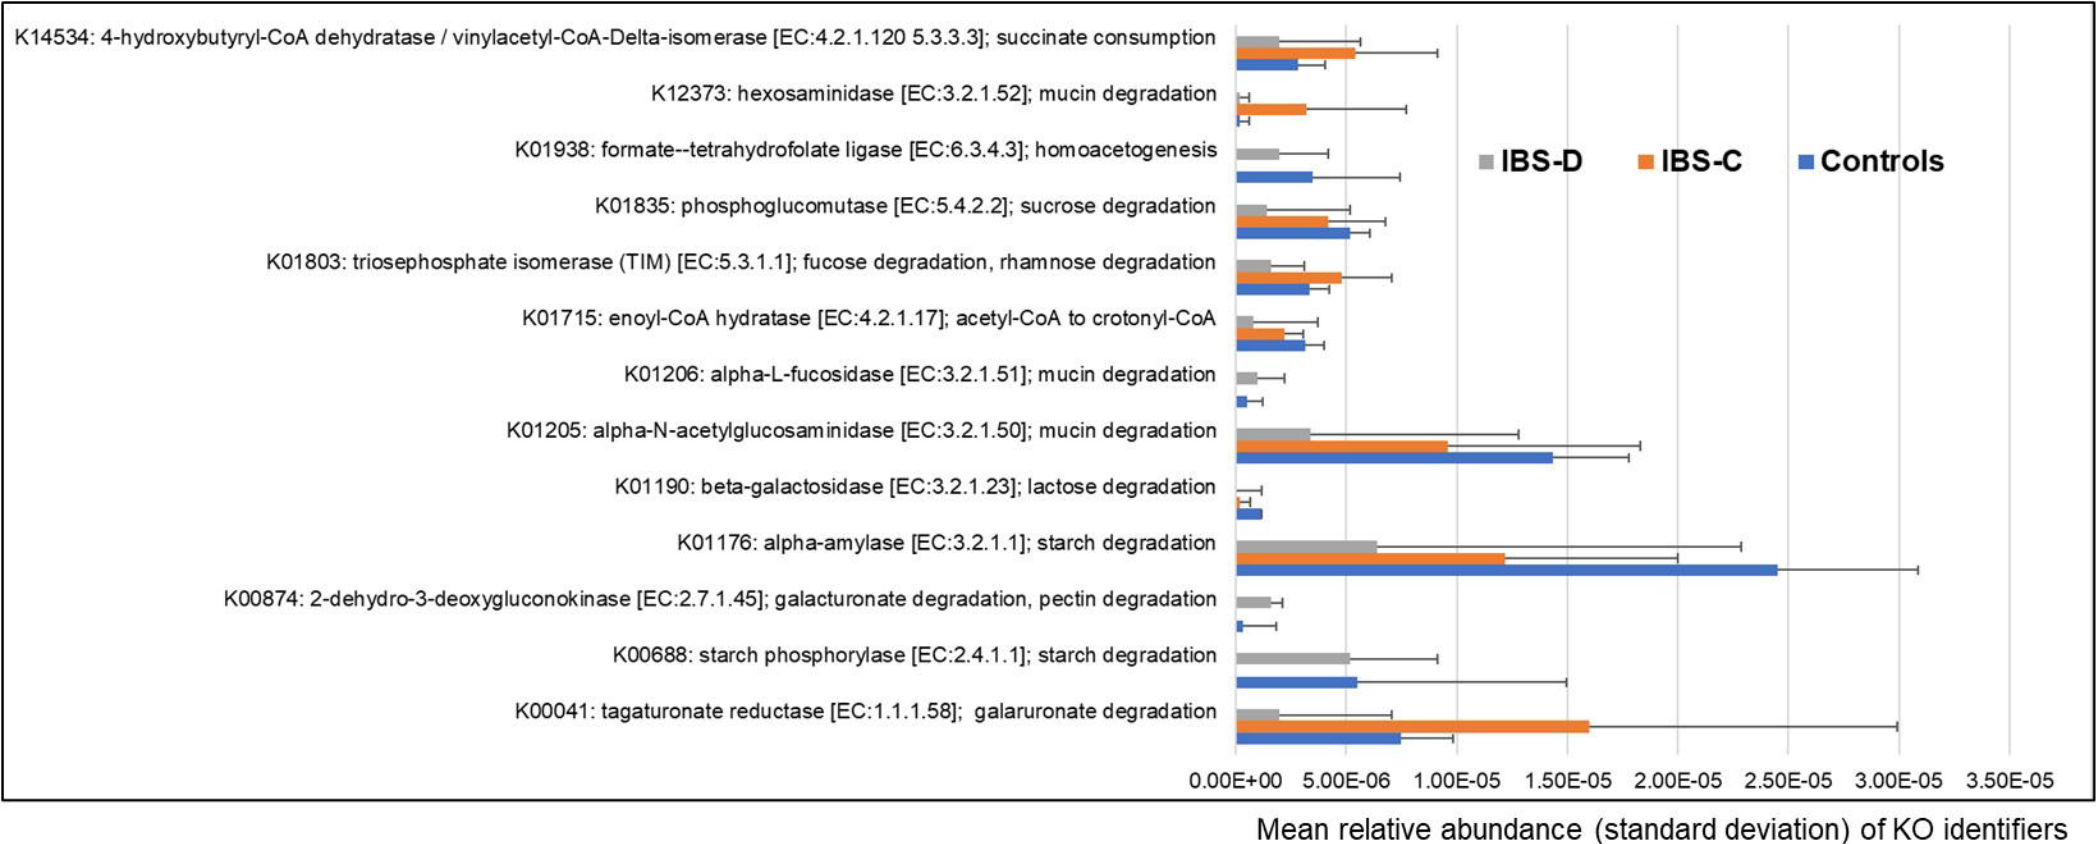 K14534: 4-hydroxybutyryl-CoA dehydratase / vinylacetyl-CoA-Delta-isomerase [EC:4.2.1.120 5.3.3.3]; succinate consumption
K12373: hexosaminidase [EC:3.2.1.52]; mucin degradation
K01938: formate--tetrahydrofolate ligase [EC:6.3.4.3]; homoacetogenesis
IBS-D IBS-C Controls
K01835: phosphoglucomutase [EC:5.4.2.2]; sucrose degradation
K01803: triosephosphate isomerase (TIM) [EC:5.3.1.1]; fucose degradation, rhamnose degradation
K01715: enoyl-CoA hydratase [EC:4.2.1.17]; acetyl-CoA to crotonyl-CoA
K01206: alpha-L-fucosidase [EC:3.2.1.51]; mucin degradation
K01205: alpha-N-acetylglucosaminidase [EC:3.2.1.50]; mucin degradation
K01190: beta-galactosidase [EC:3.2.1.23]; lactose degradation
K01176: alpha-amylase [EC:3.2.1.1]; starch degradation
K00874: 2-dehydro-3-deoxygluconokinase [EC:2.7.1.45]; galacturonate degradation, pectin degradation
K00688: starch phosphorylase [EC:2.4.1.1]; starch degradation
K00041: tagaturonate reductase [EC:1.1.1.58]; galaruronate degradation
0.00E+00 5.00E-06 1.00E-05 1.50E-05 2.00E-05 2.50E-05 3.00E-05 3.50E-05
Mean relative abundance (standard deviation) of KO identifiers